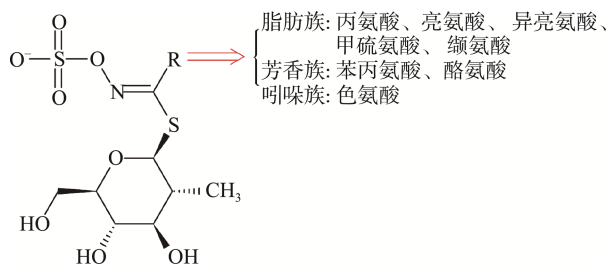 脂肪族: 丙氨酸、亮氨酸、异亮氨酸、
甲硫氨酸、缬氨酸
芳香族: 苯丙氨酸、酪氨酸
吲哚族: 色氨酸
O
O⁻ S O R
O N
S
O
CH₃
HO
HO OH